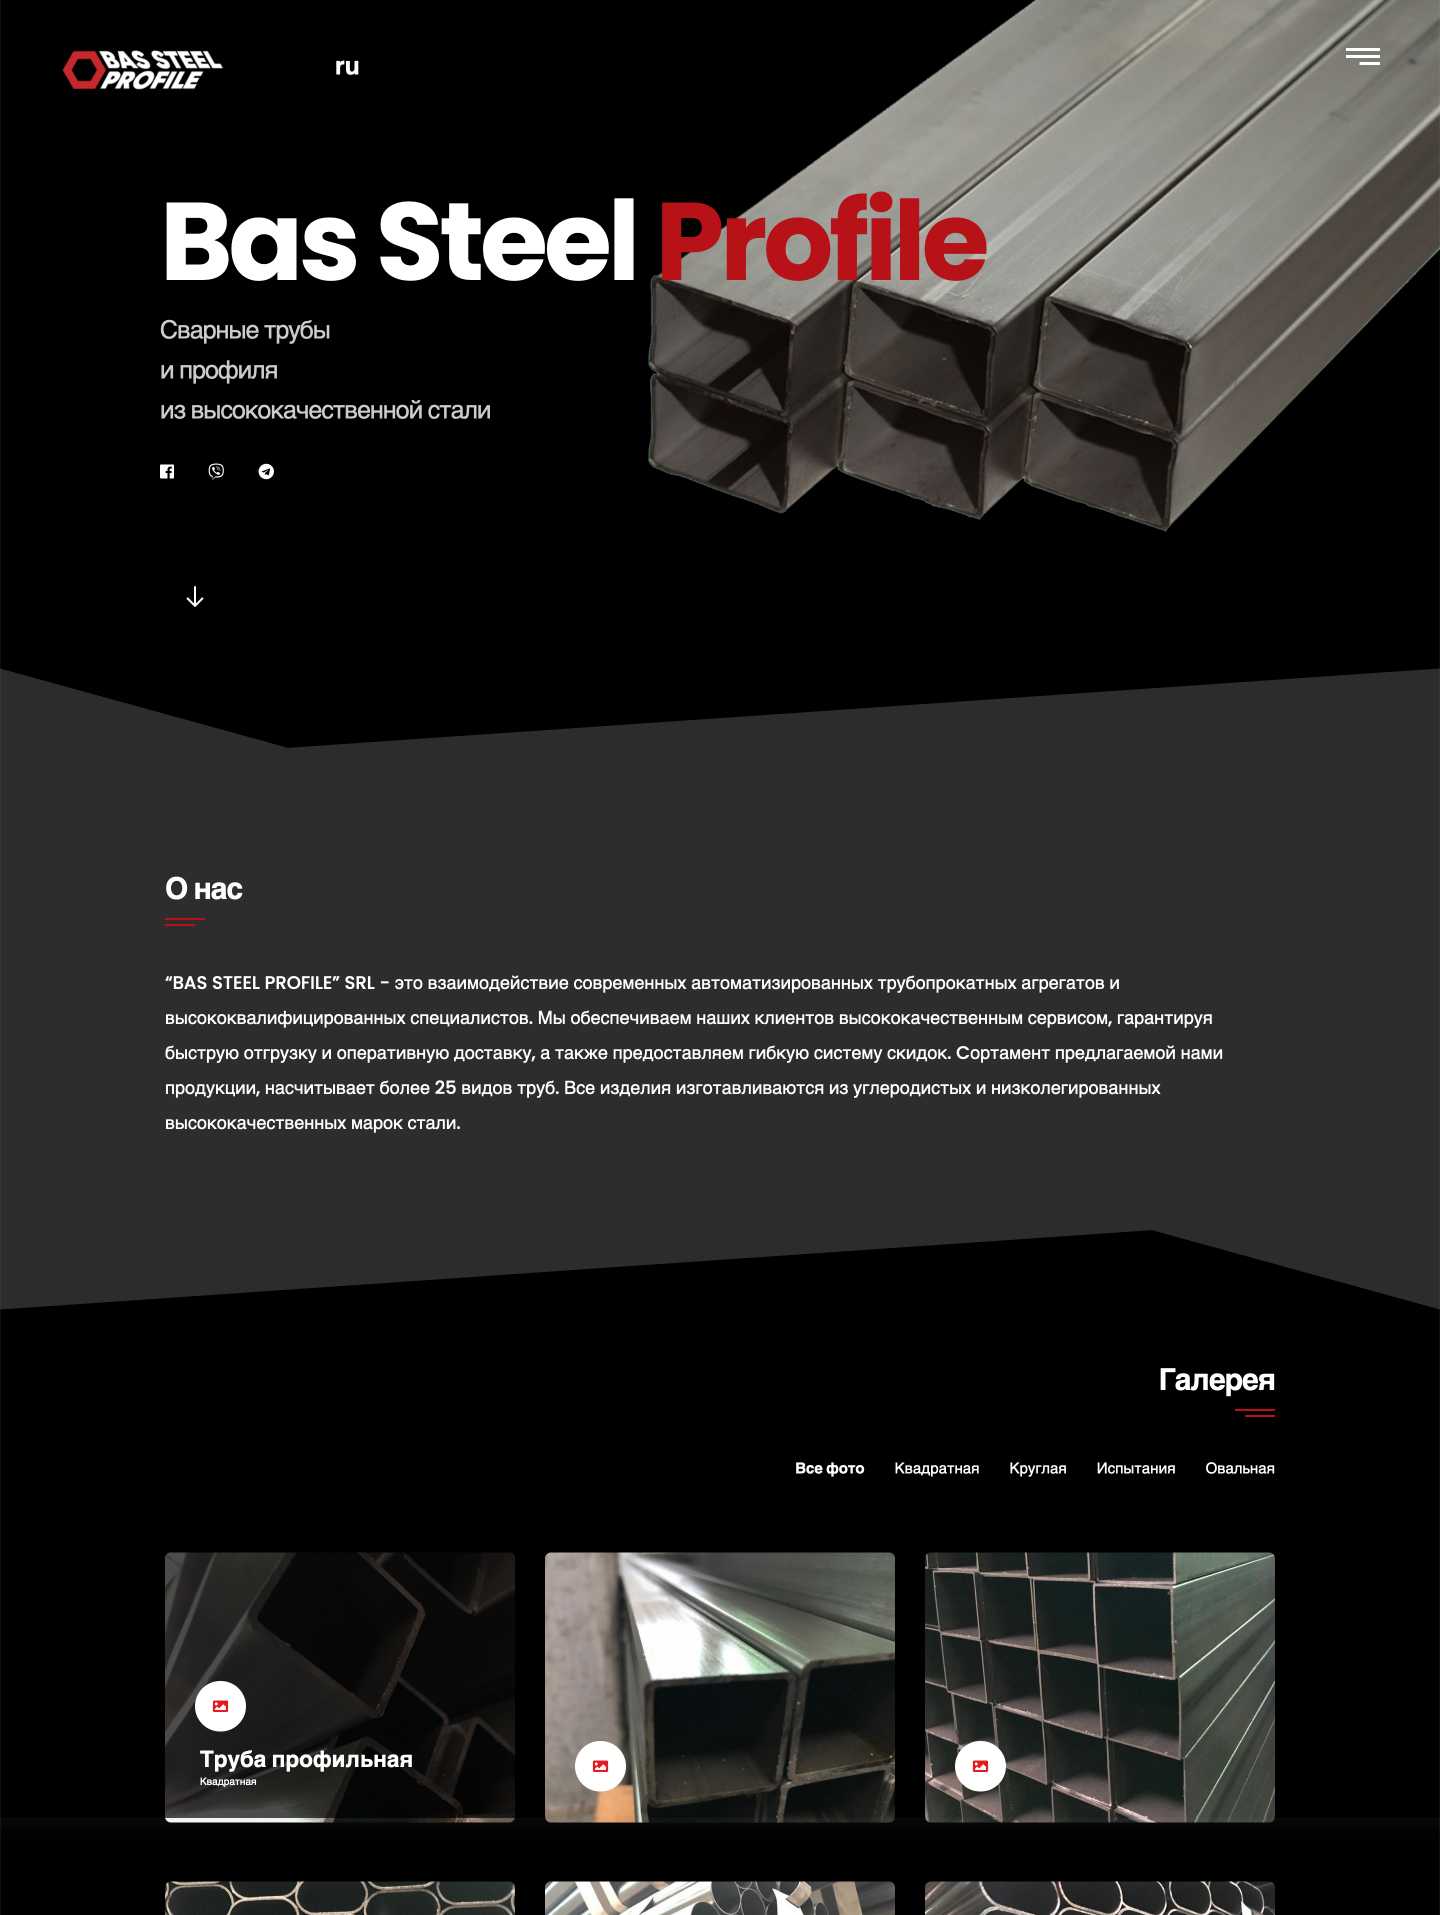 BAS STEEL
PROFILE
ru
Bas Steel Profile
Сварные трубы
и профиля
из высококачественной стали
О нас
“BAS STEEL PROFILE” SRL - это взаимодействие современных автоматизированных трубопрокатных агрегатов и
высококвалифицированных специалистов. Мы обеспечиваем наших клиентов высококачественным сервисом, гарантируя
быструю отгрузку и оперативную доставку, а также предоставляем гибкую систему скидок. Сортамент предлагаемой нами
продукции, насчитывает более 25 видов труб. Все изделия изготавливаются из углеродистых и низколегированных
высококачественных марок стали.
Галерея
Все фото Квадратная Круглая Испытания Овальная
Труба профильная
Квадратная